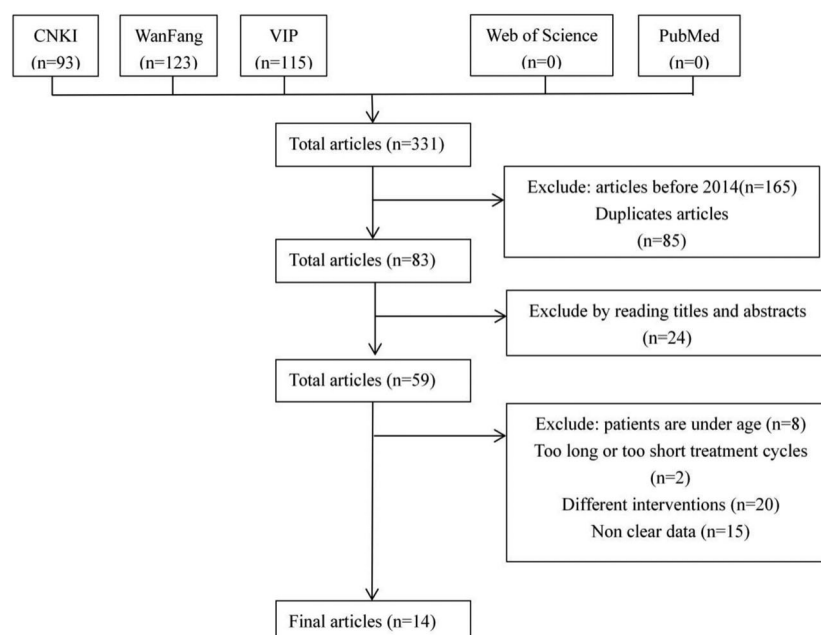 CNKI
(n=93)
WanFang
(n=123)
VIP
(n=115)
Web of Science
(n=0)
PubMed
(n=0)
Total articles (n=331)
Exclude: articles before 2014(n=165)
Duplicates articles
(n=85)
Total articles (n=83)
Exclude by reading titles and abstracts
(n=24)
Total articles (n=59)
Exclude: patients are under age (n=8)
Too long or too short treatment cycles
(n=2)
Different interventions (n=20)
Non clear data (n=15)
Final articles (n=14)